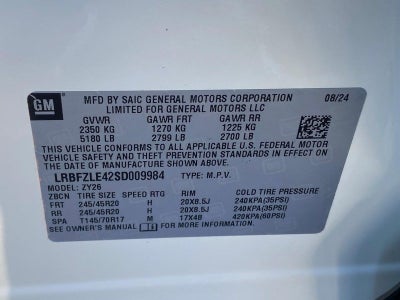 GM
MFD BY SAIC GENERAL MOTORS CORPORATION 08/24
LIMITED FOR GENERAL MOTORS LLC
GVWR GAWR FRT GAWR RR
2350 KG 1270 KG 1225 KG
5180 LB 2799 LB 2700 LB
THIS VEHICLE CONFORMS TO ALL APPLICABLE U.S. FEDERAL MOTOR
VEHICLE SAFETY AND THEFT PREVENTION STANDARDS IN EFFECT ON
THE DATE OF MANUFACTURE SHOWN ABOVE.
LRBFZLE42SD009984 TYPE: M.P.V.
MODEL: ZY26
ZBCN TIRE SIZE SPEED RTG RIM COLD TIRE PRESSURE
FRT 245/45R20 H 20X8.5J 240KPA(35PSI)
RR 245/45R20 H 20X8.5J 240KPA(35PSI)
SPA T145/70R17 M 17X4B 420KPA(60PSI)
SEE OWNER'S MANUAL FOR ADDITIONAL INFORMATION.